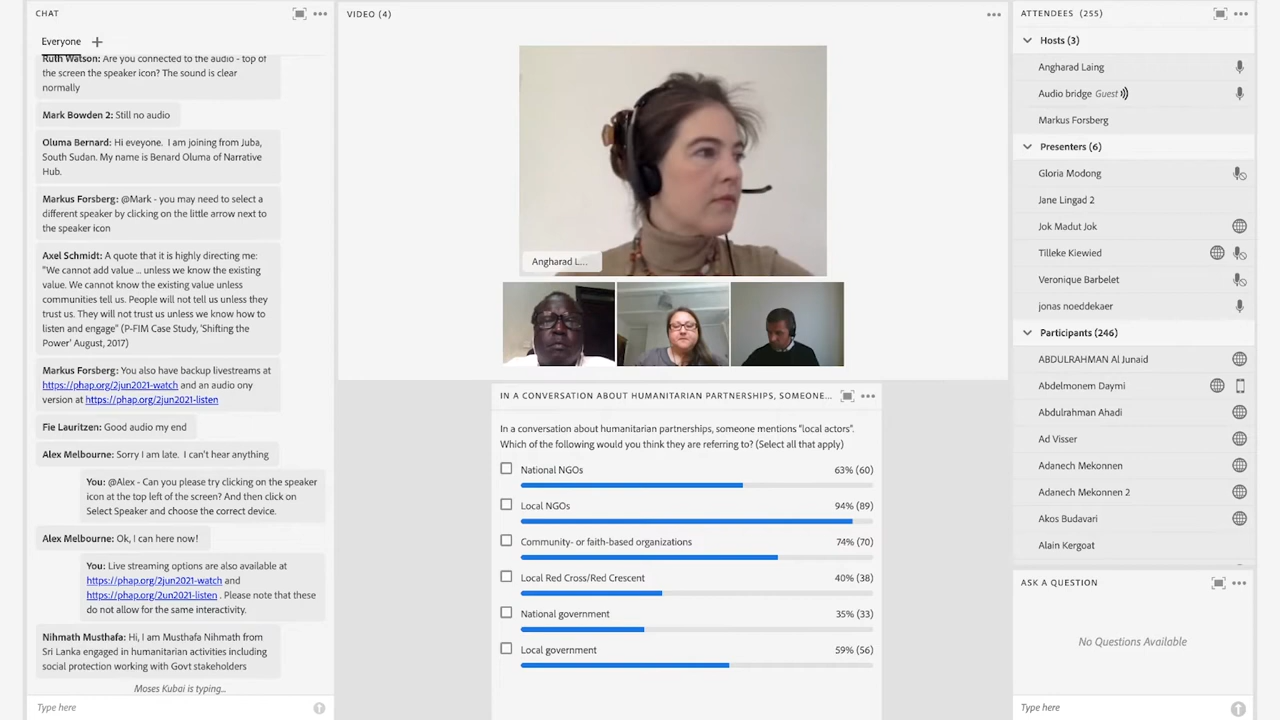 CHAT
Everyone
Ruth Watson: Are you connected to the audio - top
of the screen the speaker icon? The sound is clear
normally
Mark Bowden 2: Still no audio
Oluma Bernard: Hi eveyone. I am joining from Juba,
South Sudan. My name is Benard Oluma of Narrative
Hub.
Markus Forsberg: @Mark - you may need to select a
different speaker by clicking on the little arrow next to
the speaker icon
Axel Schmidt: A quote that it is highly directing me:
"We cannot add value ... unless we know the existing
value. We cannot know the existing value unless
communities tell us. People will not tell us unless they
trust us. They will not trust us unless we know how to
listen and engage" (P-FIM Case Study, 'Shifting the
Power' August, 2017)
Markus Forsberg: You also have backup livestreams at
https://phap.org/2jun2021-watch and an audio ony
version at https://phap.org/2jun2021-listen
Fie Lauritzen: Good audio my end
Alex Melbourne: Sorry I am late. I can't hear anything
You: @Alex - Can you please try clicking on the speaker
icon at the top left of the screen? And then click on
Select Speaker and choose the correct device.
Alex Melbourne: Ok, I can here now!
You: Live streaming options are also available at
https://phap.org/2jun2021-watch and
https://phap.org/2un2021-listen . Please note that these
do not allow for the same interactivity.
Nihmath Musthafa: Hi, I am Musthafa Nihmath from
Sri Lanka engaged in humanitarian activities including
social protection working with Govt stakeholders
Moses Kubai is typing...
Type here
VIDEO (4)
Angharad L...
IN A CONVERSATION ABOUT HUMANITARIAN PARTNERSHIPS, SOMEONE...
In a conversation about humanitarian partnerships, someone mentions "local actors".
Which of the following would you think they are referring to? (Select all that apply)
National NGOs 63% (60)
Local NGOs 94% (89)
Community- or faith-based organizations 74% (70)
Local Red Cross/Red Crescent 40% (38)
National government 35% (33)
Local government 59% (56)
ATTENDEES (255)
Hosts (3)
Angharad Laing
Audio bridge Guest
Markus Forsberg
Presenters (6)
Gloria Modong
Jane Lingad 2
Jok Madut Jok
Tilleke Kiewied
Veronique Barbelet
jonas noeddekaer
Participants (246)
ABDULRAHMAN Al Junaid
Abdelmonem Daymi
Abdulrahman Ahadi
Ad Visser
Adanech Mekonnen
Adanech Mekonnen 2
Akos Budavari
Alain Kergoat
ASK A QUESTION
No Questions Available
Type here